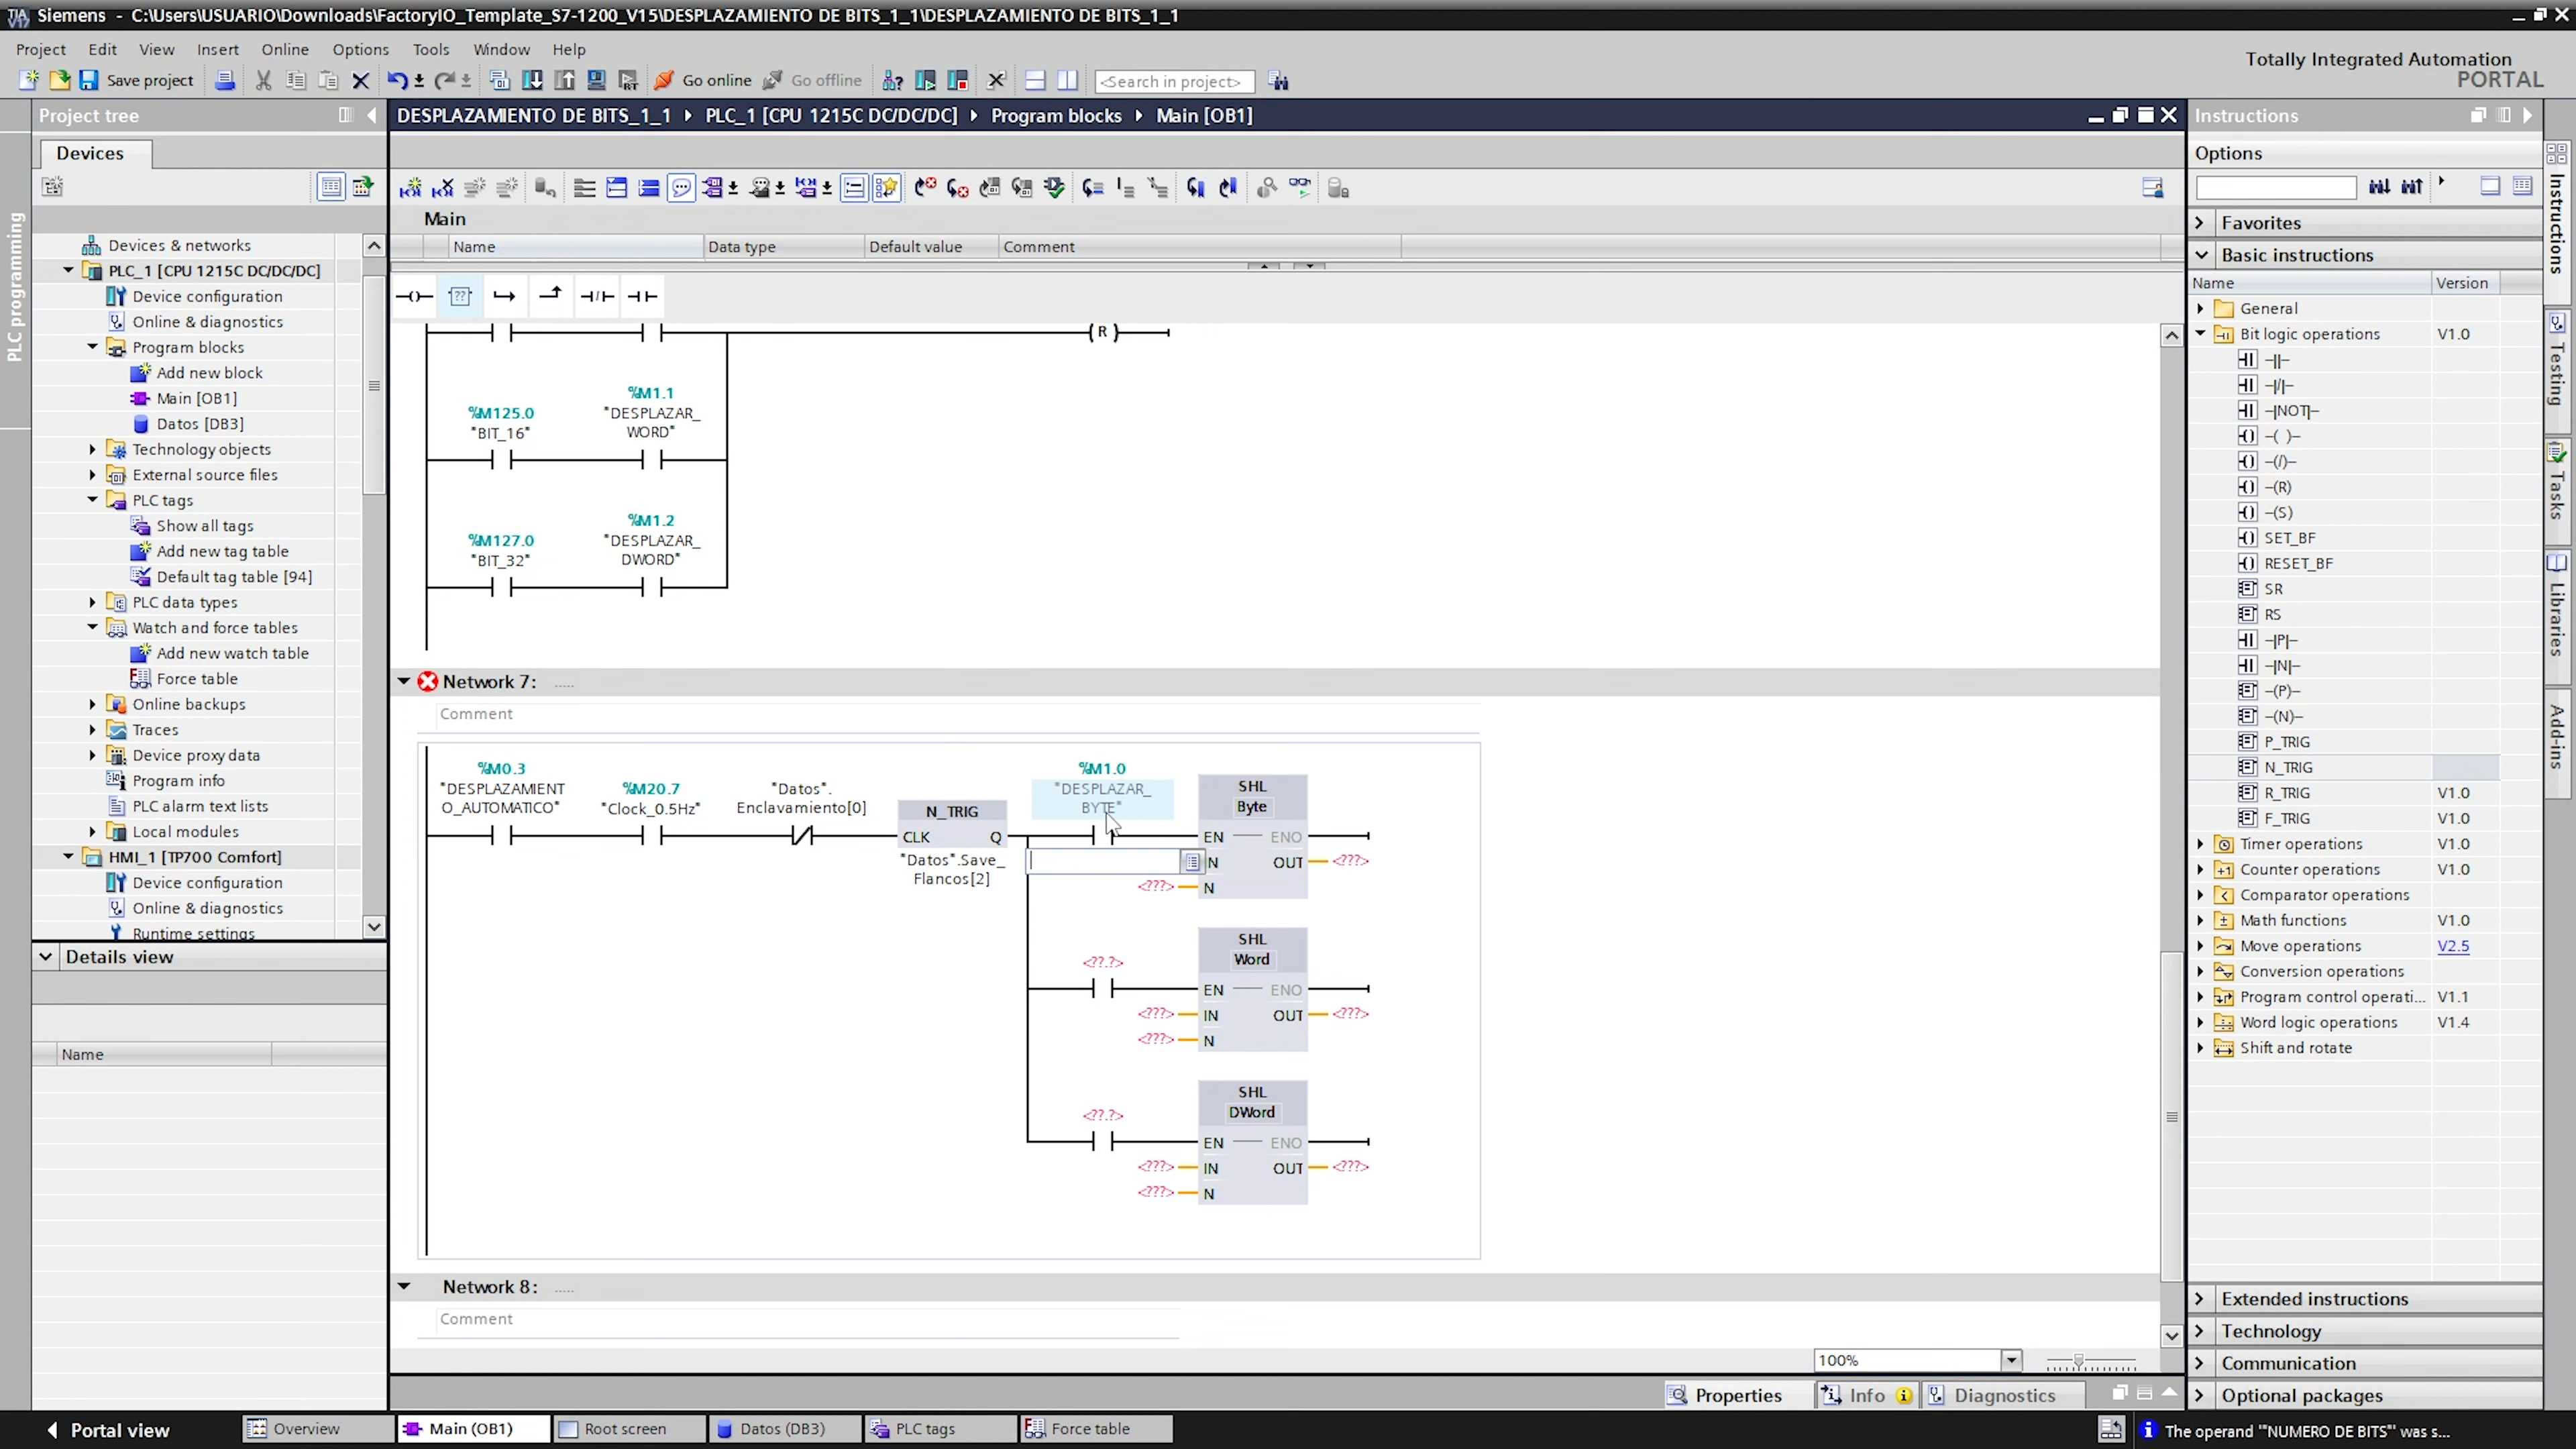 Siemens - C:\Users\USUARIO\Downloads\FactoryIO_Template_S7-1200_V15\DESPLAZAMIENTO DE BITS_1_1\DESPLAZAMIENTO DE BITS_1_1
Project Edit View Insert Online Options Tools Window Help
Totally Integrated Automation
PORTAL
Save project Go online Go offline <Search in project>
Project tree
DESPLAZAMIENTO DE BITS_1_1 PLC_1 [CPU 1215C DC/DC/DC] Program blocks Main [OB1]
Instructions
Devices
Options
Main
Name Data type Default value Comment
PLC programming
Devices & networks
PLC_1 [CPU 1215C DC/DC/DC]
Device configuration
Online & diagnostics
Program blocks
Add new block
Main [OB1]
Datos [DB3]
Technology objects
External source files
PLC tags
Show all tags
Add new tag table
Default tag table [94]
PLC data types
Watch and force tables
Add new watch table
Force table
Online backups
Traces
Device proxy data
Program info
PLC alarm text lists
Local modules
HMI_1 [TP700 Comfort]
Device configuration
Online & diagnostics
Runtime settings
Details view
Name
??
( R )
%M125.0
"BIT_16"
%M1.1
"DESPLAZAR_
WORD"
%M127.0
"BIT_32"
%M1.2
"DESPLAZAR_
DWORD"
Network 7: .....
Comment
%M0.3
"DESPLAZAMIENT
O_AUTOMATICO"
%M20.7
"Clock_0.5Hz"
"Datos".
Enclavamiento[0]
N_TRIG
CLK Q
"Datos".Save_
Flancos[2]
%M1.0
"DESPLAZAR_
BYTE"
SHL
Byte
EN ENO
N OUT <???>
<???> N
<??.?>
SHL
Word
EN ENO
<???> IN OUT <???>
<???> N
<??.?>
SHL
DWord
EN ENO
<???> IN OUT <???>
<???> N
Network 8: .....
Comment
100%
Properties Info Diagnostics
Favorites
Basic instructions
Name Version
General
Bit logic operations V1.0
-||-
-|/|-
-|NOT|-
-( )-
-(/)-
-(R)
-(S)
SET_BF
RESET_BF
SR
RS
-|P|-
-|N|-
-(P)-
-(N)-
P_TRIG
N_TRIG
R_TRIG V1.0
F_TRIG V1.0
Timer operations V1.0
Counter operations V1.0
Comparator operations
Math functions V1.0
Move operations V2.5
Conversion operations
Program control operati... V1.1
Word logic operations V1.4
Shift and rotate
Extended instructions
Technology
Communication
Optional packages
Instructions
Testing
Tasks
Libraries
Add-ins
Portal view Overview Main (OB1) Root screen Datos (DB3) PLC tags Force table
The operand '"NUMERO DE BITS"' was s...